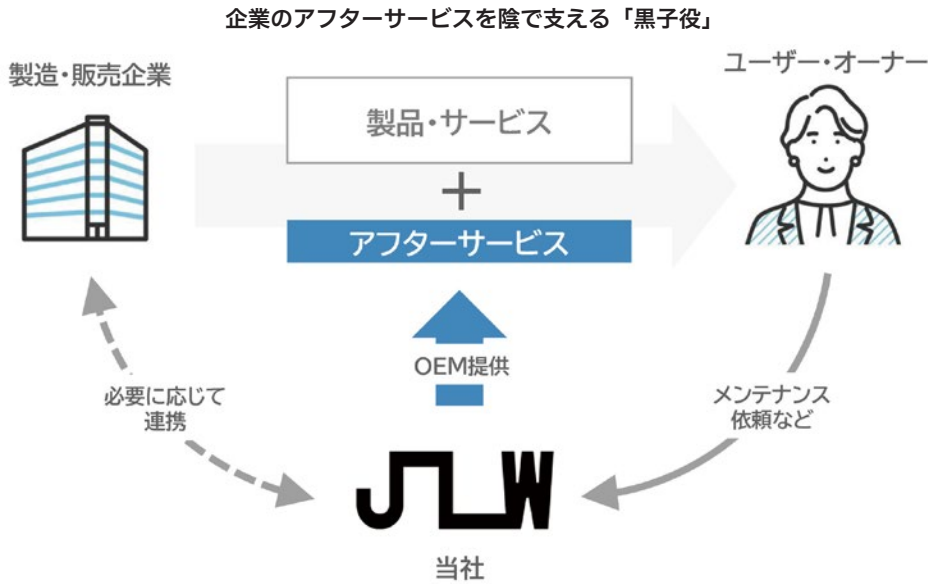 企業のアフターサービスを陰で支える「黒子役」
製造・販売企業
ユーザー・オーナー
製品・サービス
+
アフターサービス
OEM提供
必要に応じて
連携
メンテナンス
依頼など
JLW
当社